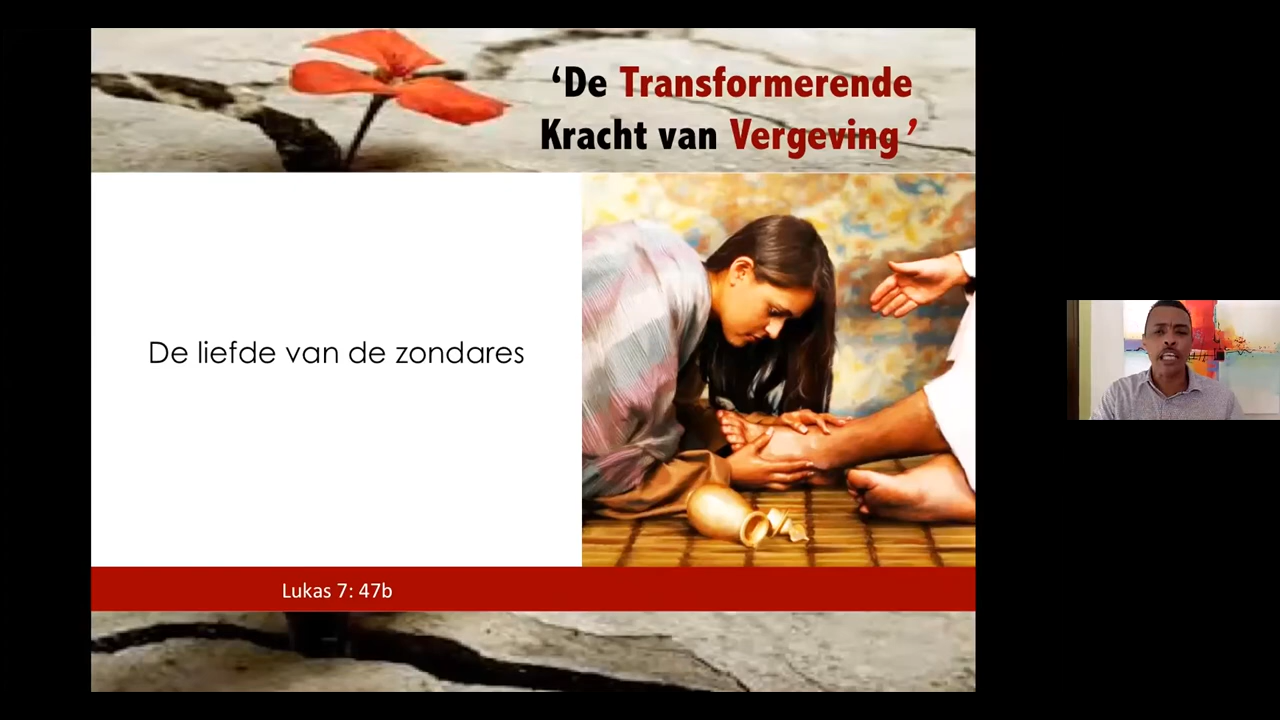 ‘De Transformerende
Kracht van Vergeving’
De liefde van de zondares
Lukas 7: 47b